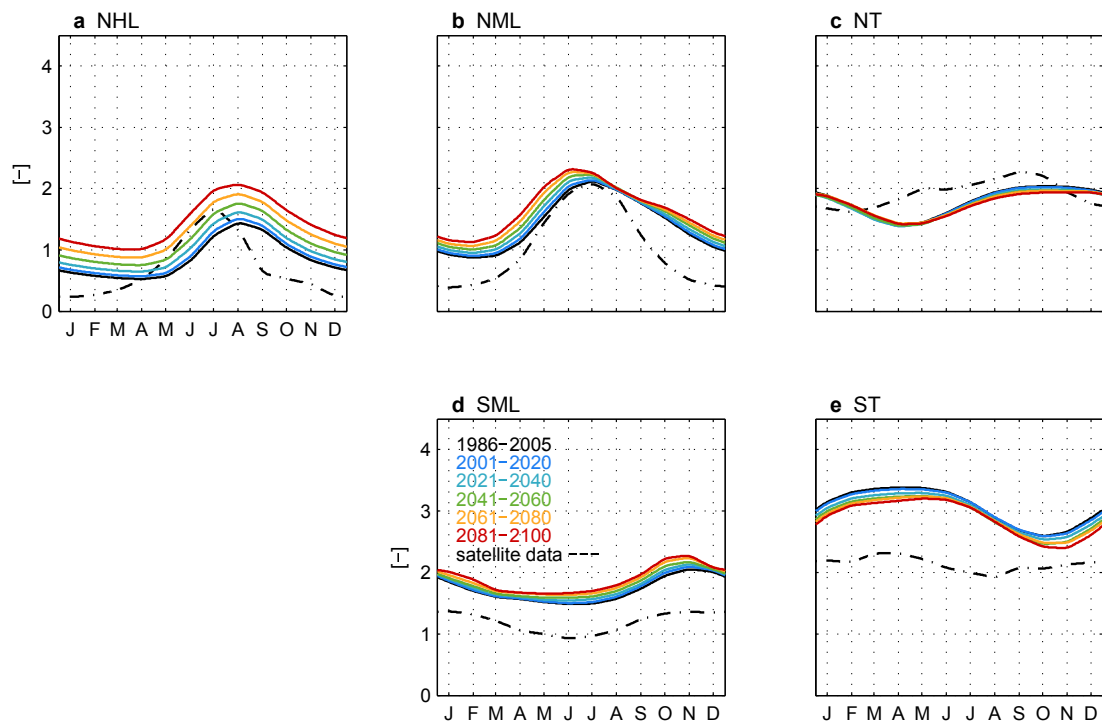 a NHL
b NML
c NT
4
3
2
1
0
[−]
J F M A M J J A S O N D
d SML
e ST
4
3
2
1
0
[−]
1986−2005
2001−2020
2021−2040
2041−2060
2061−2080
2081−2100
satellite data
J F M A M J J A S O N D
J F M A M J J A S O N D